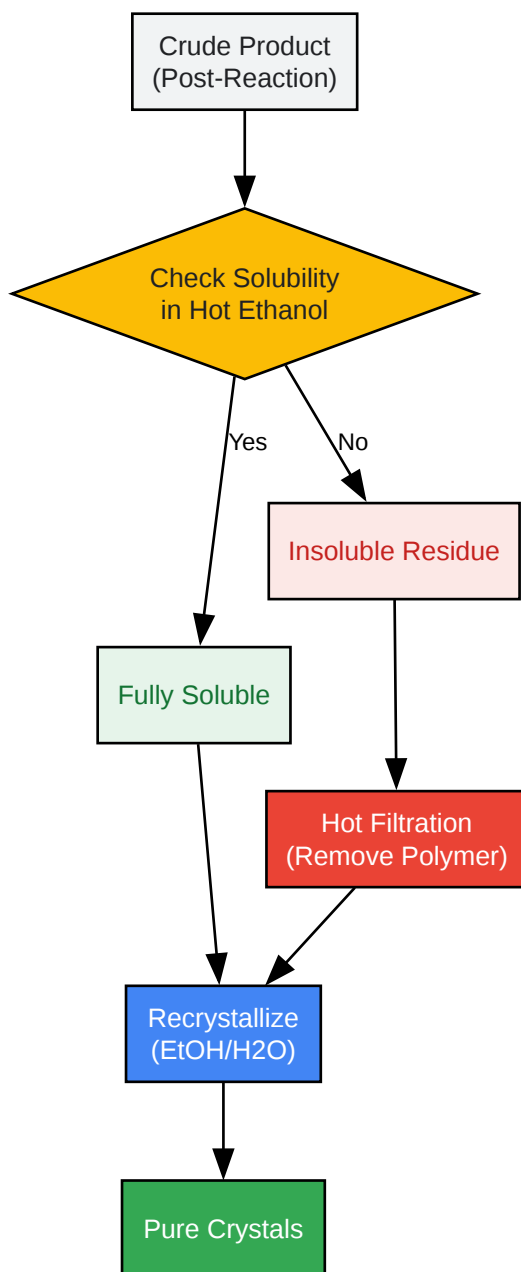 Crude Product
(Post-Reaction)
Check Solubility
in Hot Ethanol
Yes
No
Insoluble Residue
Fully Soluble
Hot Filtration
(Remove Polymer)
Recrystallize
(EtOH/H2O)
Pure Crystals